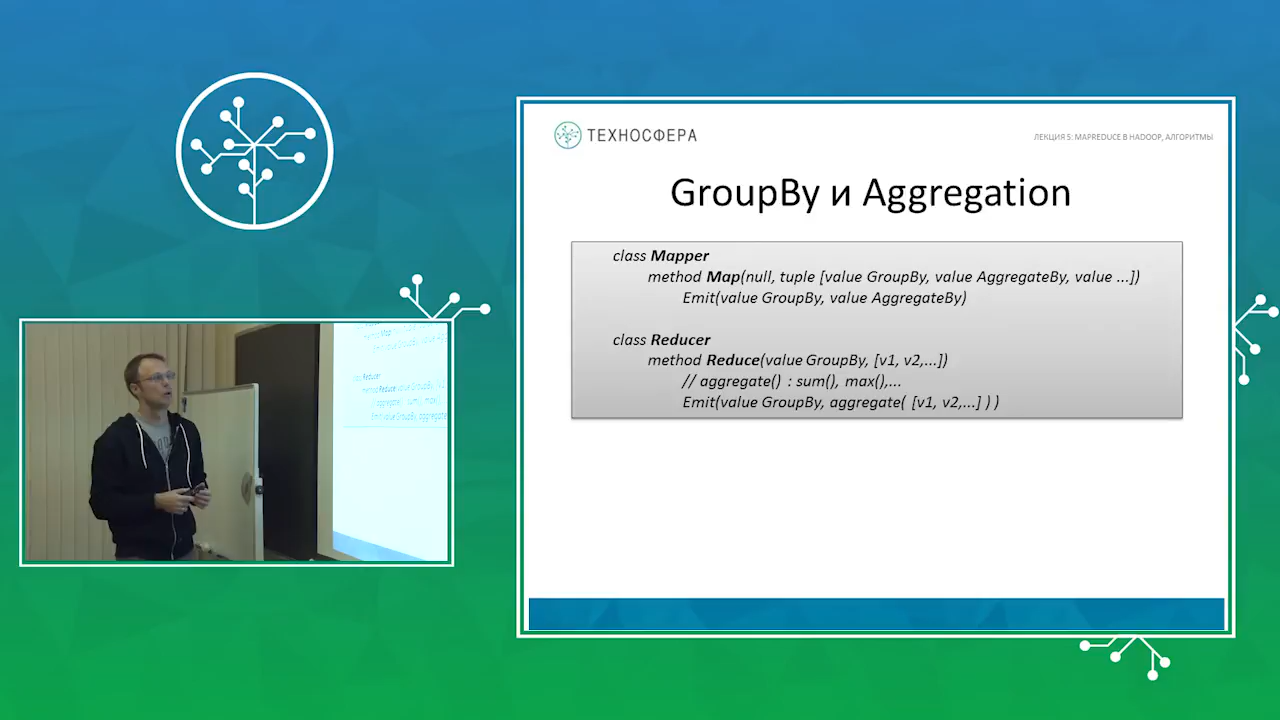 ТЕХНОСФЕРА
ЛЕКЦИЯ 5: MAPREDUCE В HADOOP, АЛГОРИТМЫ
GroupBy и Aggregation
class Mapper
method Map(null, tuple [value GroupBy, value AggregateBy, value ...])
Emit(value GroupBy, value AggregateBy)
class Reducer
method Reduce(value GroupBy, [v1, v2,...])
// aggregate() : sum(), max(),...
Emit(value GroupBy, aggregate( [v1, v2,...] ) )